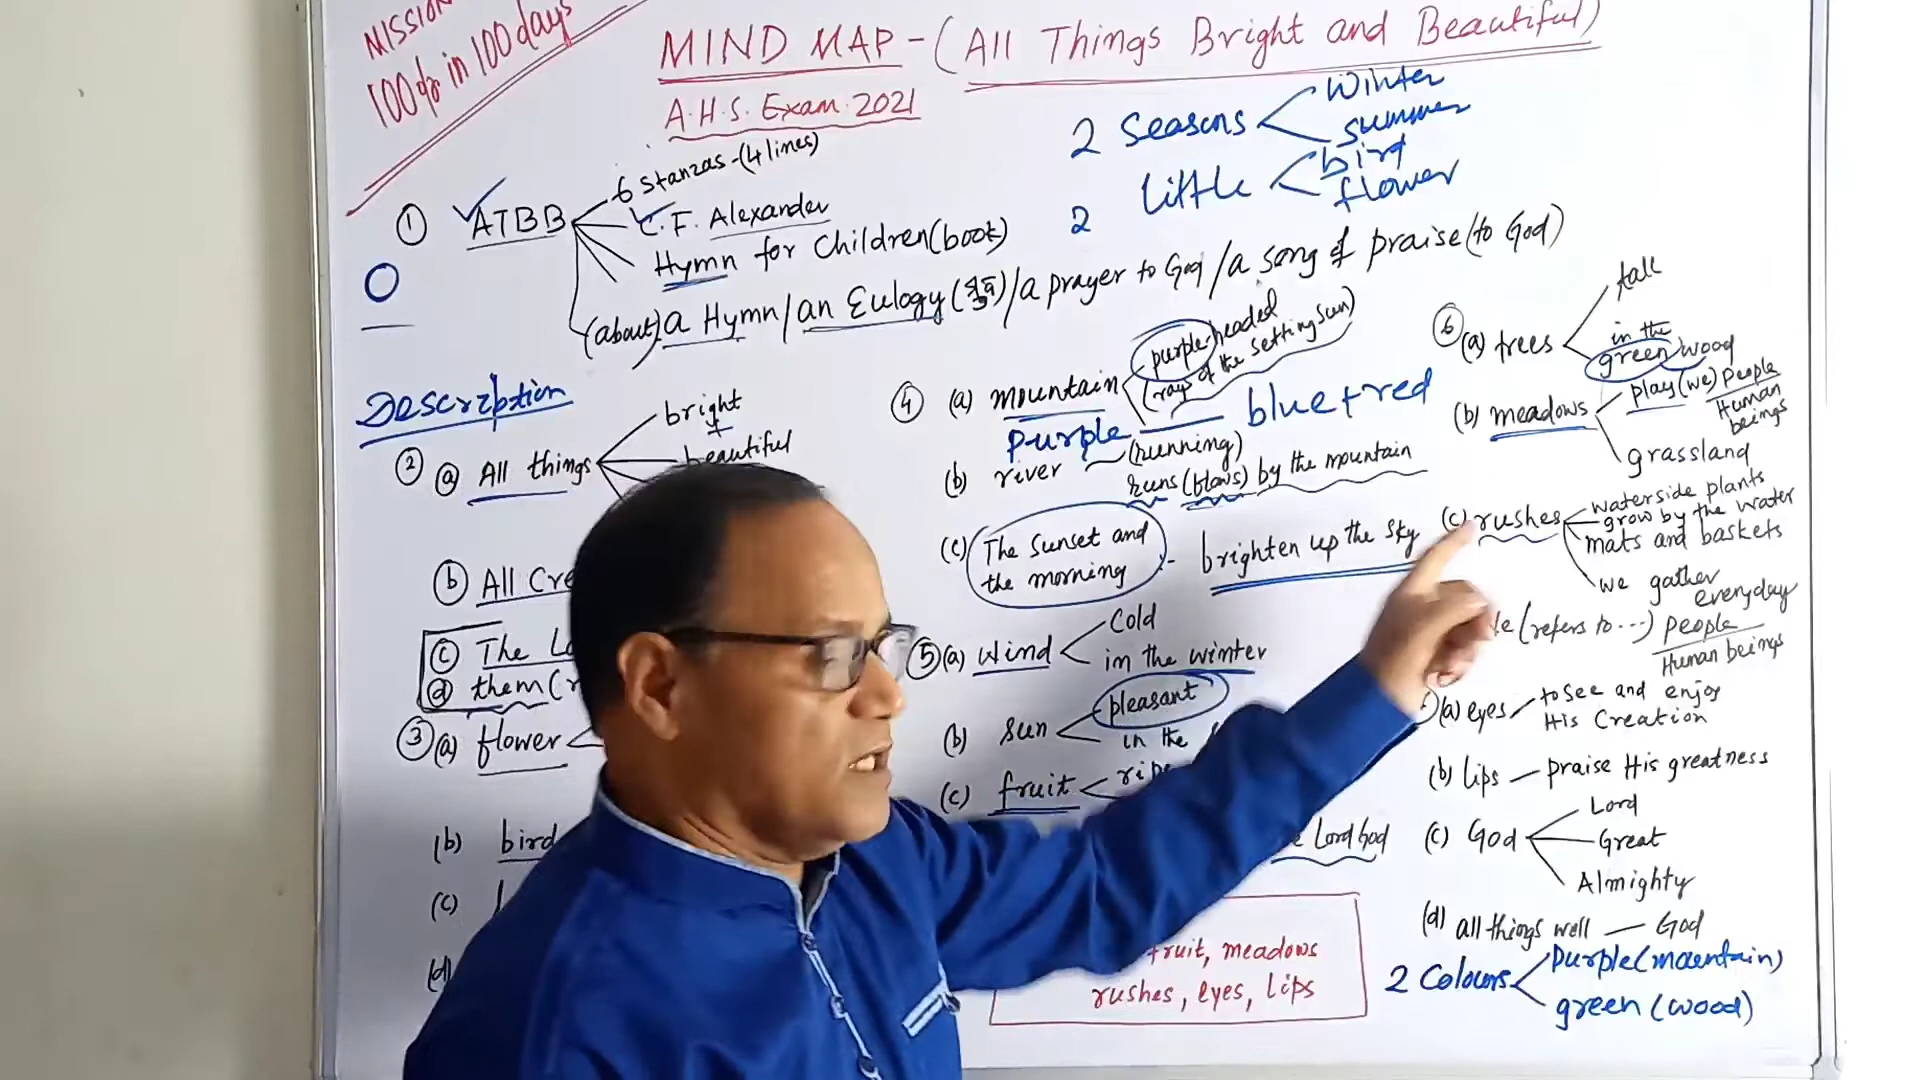 MISSION
100% in 100 days
MIND MAP - (All Things Bright and Beautiful)
A.H.S. Exam. 2021
2 Seasons
Winter
Summer
2 little
bird
flower
① ATBB
6 stanzas - (4 lines)
C.F. Alexander
Hymn for Children (book)
(about) a Hymn / an Eulogy / a prayer to God / a song of praise (to God)
Description
② (a) All things
bright
+
beautiful
(b) All Cre
(c) The Lo
(d) them (
③ (a) flower
(b) bird
(c)
(d)
④ (a) mountain
purple headed
(rays of the setting sun)
purple — blue + red
(b) river
(running)
runs (flows) by the mountain
(c) The Sunset and
the morning :- brighten up the sky
⑤ (a) Wind
Cold
in the winter
(b) sun
pleasant
in the
(c) fruit
ripe
Lord God
fruit, meadows
rushes, eyes, lips
⑥ (a) trees
tall
in the
green wood
(b) meadows
play (we) People
Human
beings
grassland
(c) rushes
waterside plants
grow by the water
mats and baskets
we gather
everyday
(refers to ...) people
Human beings
(a) eyes
to see and enjoy
His Creation
(b) lips — praise His greatness
(c) God
Lord
Great
Almighty
(d) all things well — God
2 Colours
purple (mountain)
green (wood)